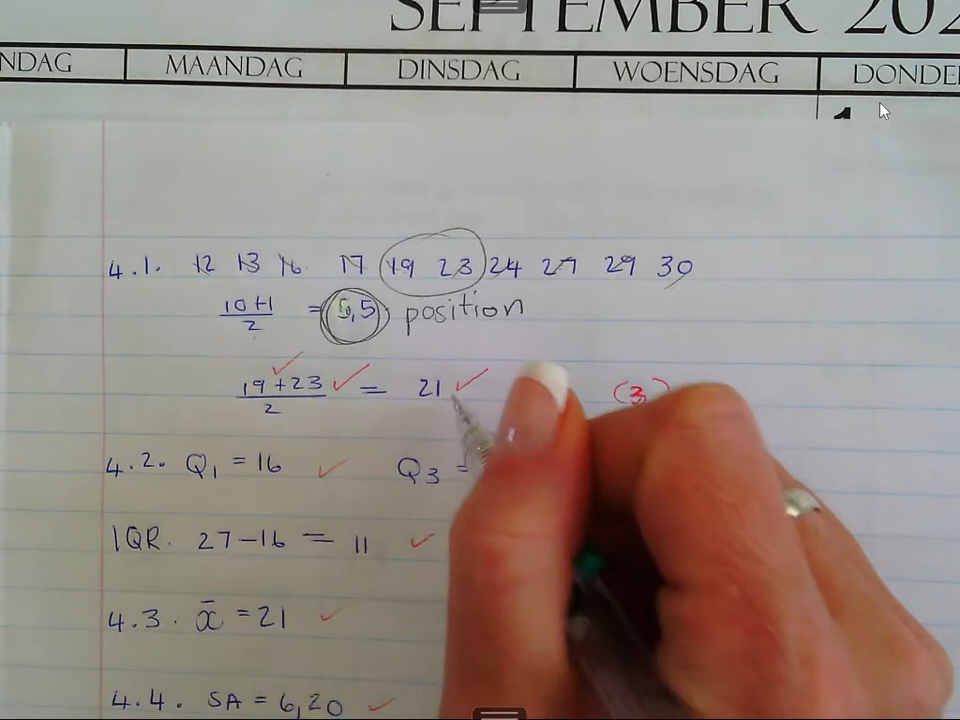 SEPTEMBER 202
NDAG MAANDAG DINSDAG WOENSDAG DONDE
1
4.1. 12 13 16 17 19 23 24 27 29 30
10+1/2 = 5,5 position
19+23/2 = 21 (3)
4.2. Q1 = 16 Q3 =
IQR. 27-16 = 11
4.3. x̄ = 21
4.4. SA = 6,20